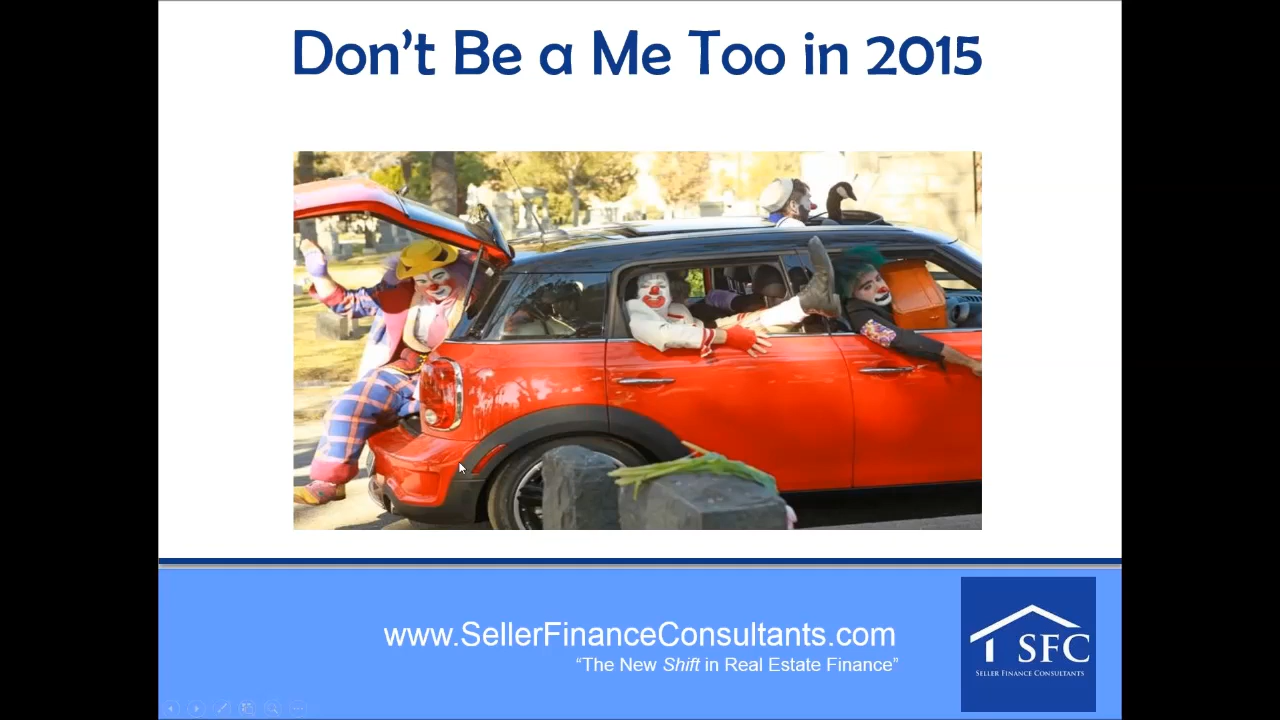 Don't Be a Me Too in 2015
www.SellerFinanceConsultants.com
“The New Shift in Real Estate Finance”
SFC
SELLER FINANCE CONSULTANTS